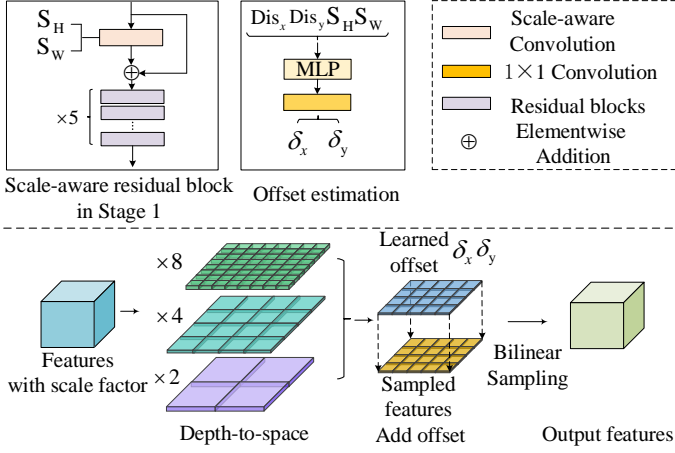 S_H
S_W
×5
Scale-aware residual block
in Stage 1
Dis_x Dis_y S_H S_W
MLP
δ_x δ_y
Offset estimation
Scale-aware
Convolution
1×1 Convolution
Residual blocks
Elementwise
Addition
Features
with scale factor
×8
×4
×2
Depth-to-space
Learned
offset
δ_x δ_y
Sampled
features
Add offset
Bilinear
Sampling
Output features